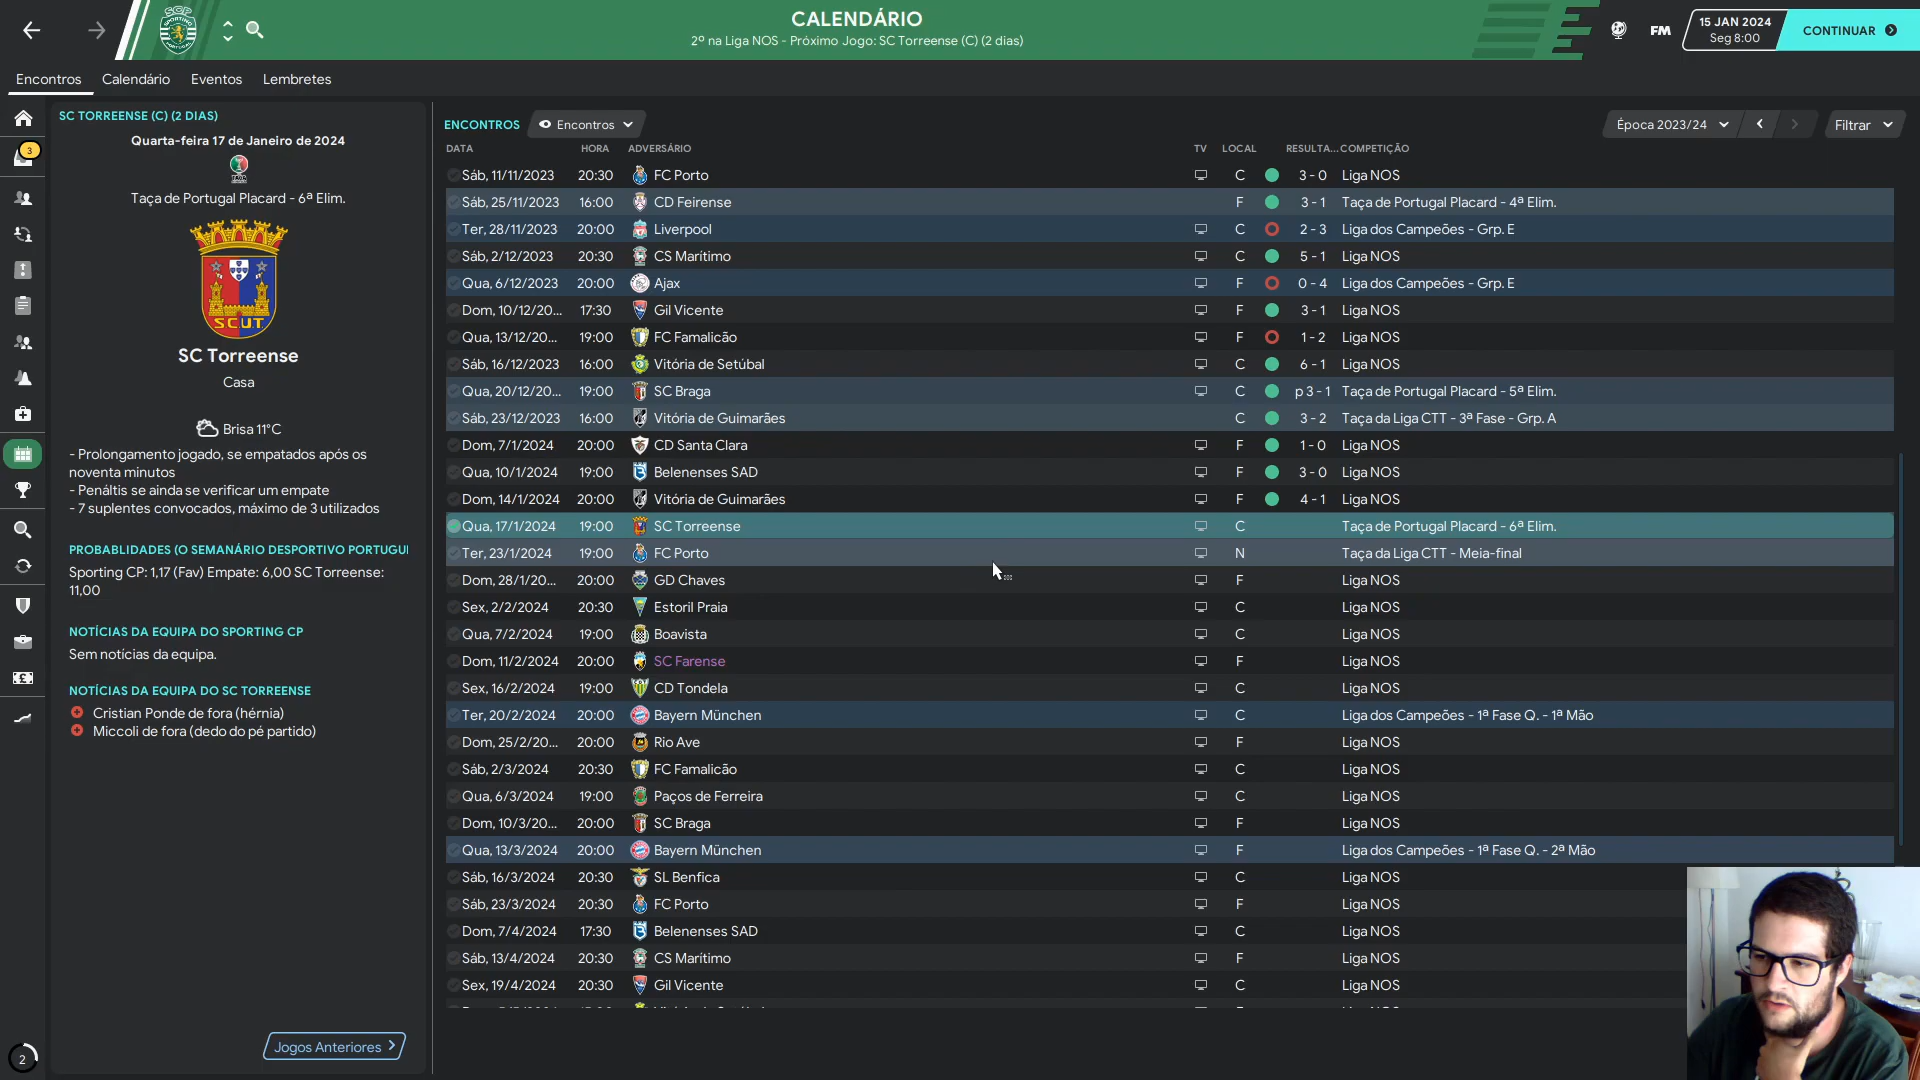 CALENDÁRIO
2º na Liga NOS - Próximo Jogo: SC Torreense (C) (2 dias)
FM
15 JAN 2024
Seg 8:00
CONTINUAR
Encontros Calendário Eventos Lembretes
3
SC TORREENSE (C) (2 DIAS)
Quarta-feira 17 de Janeiro de 2024
Taça de Portugal Placard - 6ª Elim.
S.C.U.T.
SC Torreense
Casa
Brisa 11°C
- Prolongamento jogado, se empatados após os
noventa minutos
- Penáltis se ainda se verificar um empate
- 7 suplentes convocados, máximo de 3 utilizados
PROBABLIDADES (O SEMANÁRIO DESPORTIVO PORTUGUI
Sporting CP: 1,17 (Fav) Empate: 6,00 SC Torreense:
11,00
NOTÍCIAS DA EQUIPA DO SPORTING CP
Sem notícias da equipa.
NOTÍCIAS DA EQUIPA DO SC TORREENSE
Cristian Ponde de fora (hérnia)
Miccoli de fora (dedo do pé partido)
Jogos Anteriores
2
ENCONTROS Encontros Época 2023/24 Filtrar
DATA HORA ADVERSÁRIO TV LOCAL RESULTA... COMPETIÇÃO
Sáb, 11/11/2023 20:30 FC Porto C 3 - 0 Liga NOS
Sáb, 25/11/2023 16:00 CD Feirense F 3 - 1 Taça de Portugal Placard - 4ª Elim.
Ter, 28/11/2023 20:00 Liverpool C 2 - 3 Liga dos Campeões - Grp. E
Sáb, 2/12/2023 20:30 CS Marítimo C 5 - 1 Liga NOS
Qua, 6/12/2023 20:00 Ajax F 0 - 4 Liga dos Campeões - Grp. E
Dom, 10/12/20... 17:30 Gil Vicente F 3 - 1 Liga NOS
Qua, 13/12/20... 19:00 FC Famalicão F 1 - 2 Liga NOS
Sáb, 16/12/2023 16:00 Vitória de Setúbal C 6 - 1 Liga NOS
Qua, 20/12/20... 19:00 SC Braga C p 3 - 1 Taça de Portugal Placard - 5ª Elim.
Sáb, 23/12/2023 16:00 Vitória de Guimarães C 3 - 2 Taça da Liga CTT - 3ª Fase - Grp. A
Dom, 7/1/2024 20:00 CD Santa Clara F 1 - 0 Liga NOS
Qua, 10/1/2024 19:00 Belenenses SAD F 3 - 0 Liga NOS
Dom, 14/1/2024 20:00 Vitória de Guimarães F 4 - 1 Liga NOS
Qua, 17/1/2024 19:00 SC Torreense C Taça de Portugal Placard - 6ª Elim.
Ter, 23/1/2024 19:00 FC Porto N Taça da Liga CTT - Meia-final
Dom, 28/1/20... 20:00 GD Chaves F Liga NOS
Sex, 2/2/2024 20:30 Estoril Praia C Liga NOS
Qua, 7/2/2024 19:00 Boavista C Liga NOS
Dom, 11/2/2024 20:00 SC Farense F Liga NOS
Sex, 16/2/2024 19:00 CD Tondela C Liga NOS
Ter, 20/2/2024 20:00 Bayern München C Liga dos Campeões - 1ª Fase Q. - 1ª Mão
Dom, 25/2/20... 20:00 Rio Ave F Liga NOS
Sáb, 2/3/2024 20:30 FC Famalicão C Liga NOS
Qua, 6/3/2024 19:00 Paços de Ferreira C Liga NOS
Dom, 10/3/20... 20:00 SC Braga F Liga NOS
Qua, 13/3/2024 20:00 Bayern München F Liga dos Campeões - 1ª Fase Q. - 2ª Mão
Sáb, 16/3/2024 20:30 SL Benfica C Liga NOS
Sáb, 23/3/2024 20:30 FC Porto F Liga NOS
Dom, 7/4/2024 17:30 Belenenses SAD C Liga NOS
Sáb, 13/4/2024 20:30 CS Marítimo F Liga NOS
Sex, 19/4/2024 20:30 Gil Vicente C Liga NOS